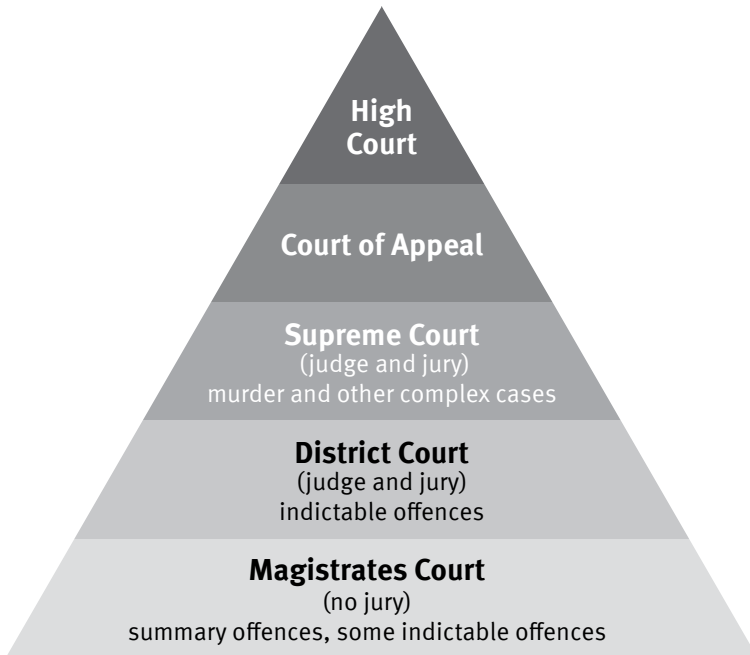 High
Court
Court of Appeal
Supreme Court
(judge and jury)
murder and other complex cases
District Court
(judge and jury)
indictable offences
Magistrates Court
(no jury)
summary offences, some indictable offences